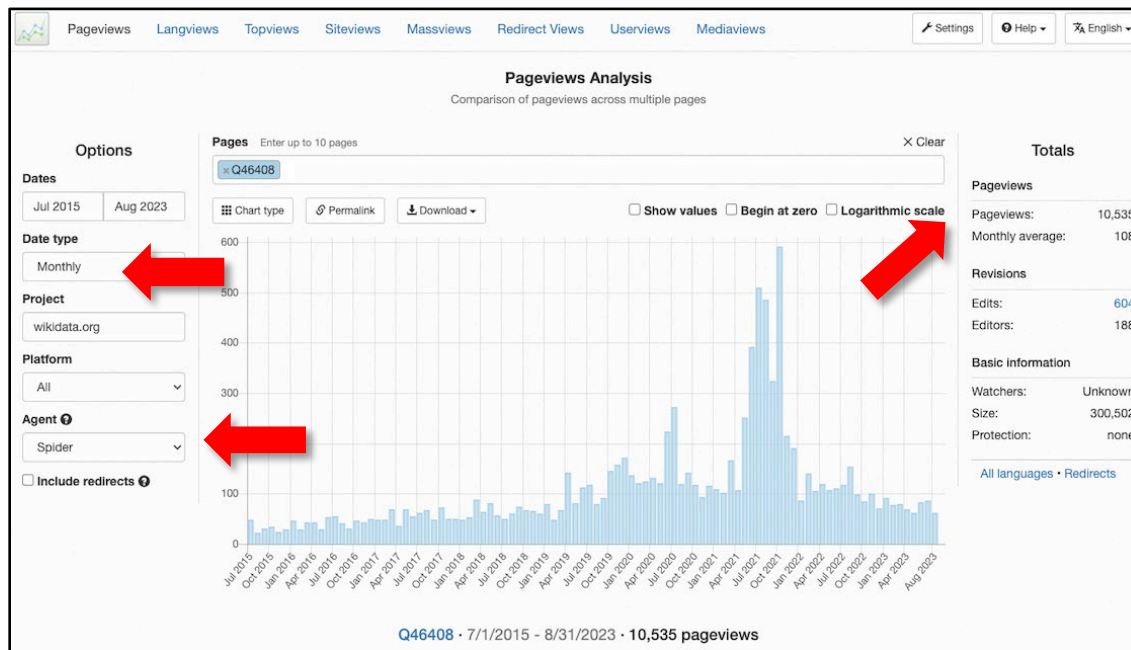 Pageviews Langviews Topviews Siteviews Massviews Redirect Views Userviews Mediaviews Settings Help English
Pageviews Analysis
Comparison of pageviews across multiple pages
Options
Dates
Jul 2015 Aug 2023
Date type
Monthly
Project
wikidata.org
Platform
All
Agent
Spider
Include redirects
Pages Enter up to 10 pages × Clear
× Q46408
Chart type Permalink Download Show values Begin at zero Logarithmic scale
600
500
400
300
100
0
Jul 2015 Oct 2015 Jan 2016 Apr 2016 Jul 2016 Oct 2016 Jan 2017 Apr 2017 Jul 2017 Oct 2017 Jan 2018 Apr 2018 Jul 2018 Oct 2018 Jan 2019 Apr 2019 Jul 2019 Oct 2019 Jan 2020 Apr 2020 Jul 2020 Oct 2020 Jan 2021 Apr 2021 Jul 2021 Oct 2021 Jan 2022 Apr 2022 Jul 2022 Oct 2022 Jan 2023 Apr 2023 Aug 2023
Q46408 · 7/1/2015 - 8/31/2023 · 10,535 pageviews
Totals
Pageviews
Pageviews: 10,535
Monthly average: 108
Revisions
Edits: 604
Editors: 188
Basic information
Watchers: Unknown
Size: 300,502
Protection: none
All languages · Redirects